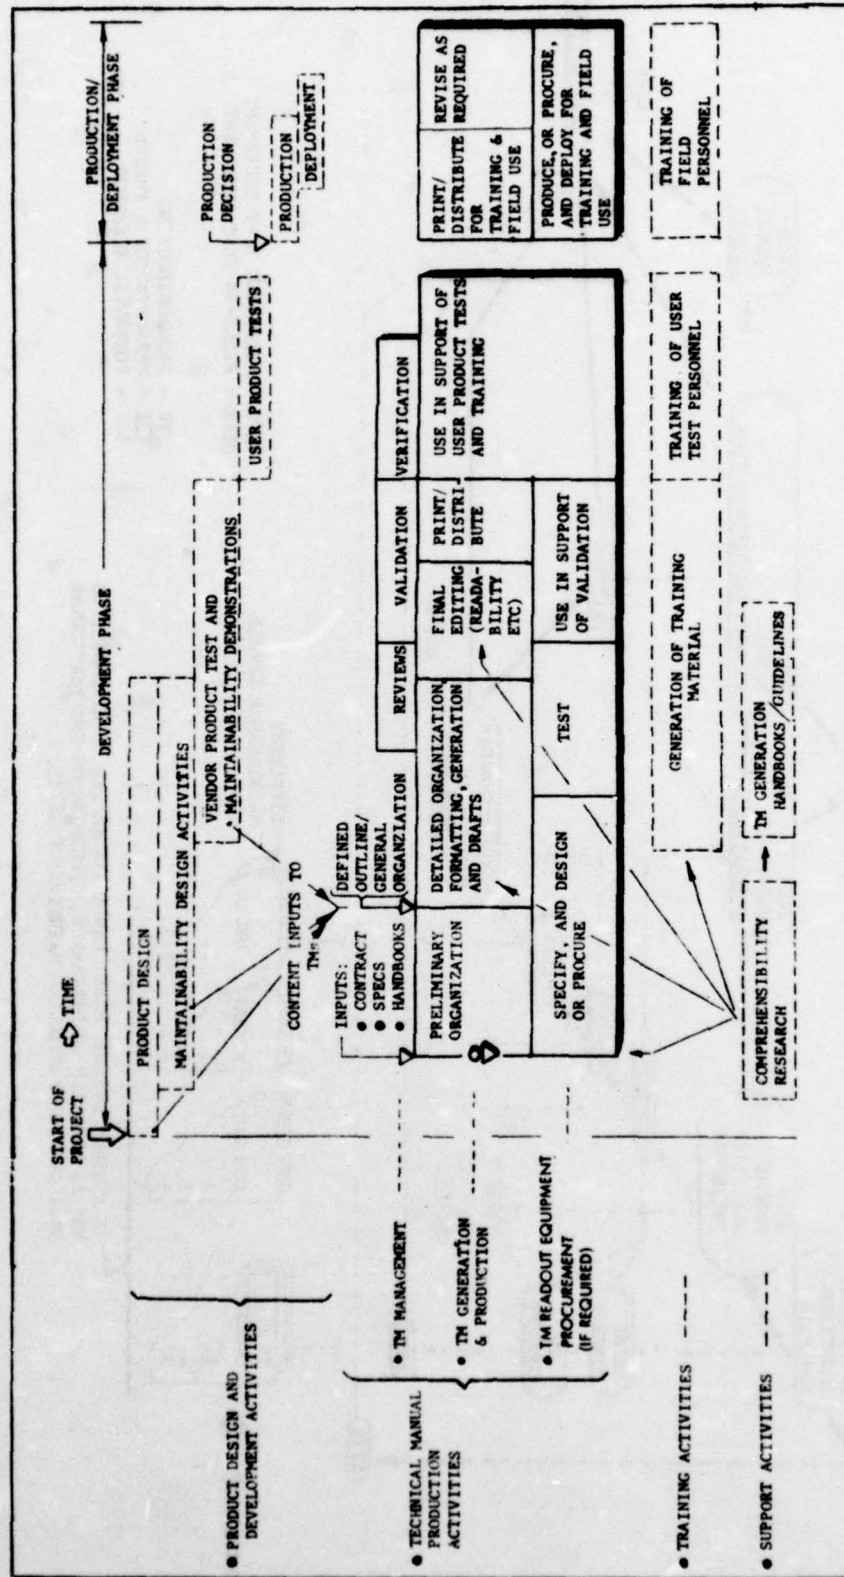 START OF
PROJECT
TIME
DEVELOPMENT PHASE
PRODUCTION/
DEPLOYMENT PHASE
● PRODUCT DESIGN AND
DEVELOPMENT ACTIVITIES
PRODUCT DESIGN
MAINTAINABILITY DESIGN ACTIVITIES
VENDOR PRODUCT TEST AND
• MAINTAINABILITY DEMONSTRATIONS
USER PRODUCT TESTS
PRODUCTION
DECISION
PRODUCTION
DEPLOYMENT
CONTENT INPUTS TO
TMs
INPUTS:
● CONTRACT
● SPECS
● HANDBOOKS
DEFINED
OUTLINE/
GENERAL
ORGANZIATION
● TECHNICAL MANUAL
PRODUCTION
ACTIVITIES
● TM MANAGEMENT
REVIEWS
VALIDATION
VERIFICATION
● TM GENERATION
& PRODUCTION
PRELIMINARY
ORGANIZATION
DETAILED ORGANIZATION,
FORMATTING, GENERATION
AND DRAFTS
FINAL
EDITING
(READA-
BILITY
ETC)
PRINT/
DISTRI
BUTE
USE IN SUPPORT OF
USER PRODUCT TESTS
AND TRAINING
PRINT/
DISTRIBUTE
FOR
TRAINING &
FIELD USE
REVISE AS
REQUIRED
● TM READOUT EQUIPMENT
PROCUREMENT
(IF REQUIRED)
SPECIFY, AND DESIGN
OR PROCURE
TEST
USE IN SUPPORT
OF VALIDATION
PRODUCE, OR PROCURE,
AND DEPLOY FOR
TRAINING AND FIELD
USE
● TRAINING ACTIVITIES
GENERATION OF TRAINING
MATERIAL
TRAINING OF USER
TEST PERSONNEL
TRAINING OF
FIELD
PERSONNEL
● SUPPORT ACTIVITIES
COMPREHENSIBILITY
RESEARCH
TM GENERATION
HANDBOOKS/GUIDELINES